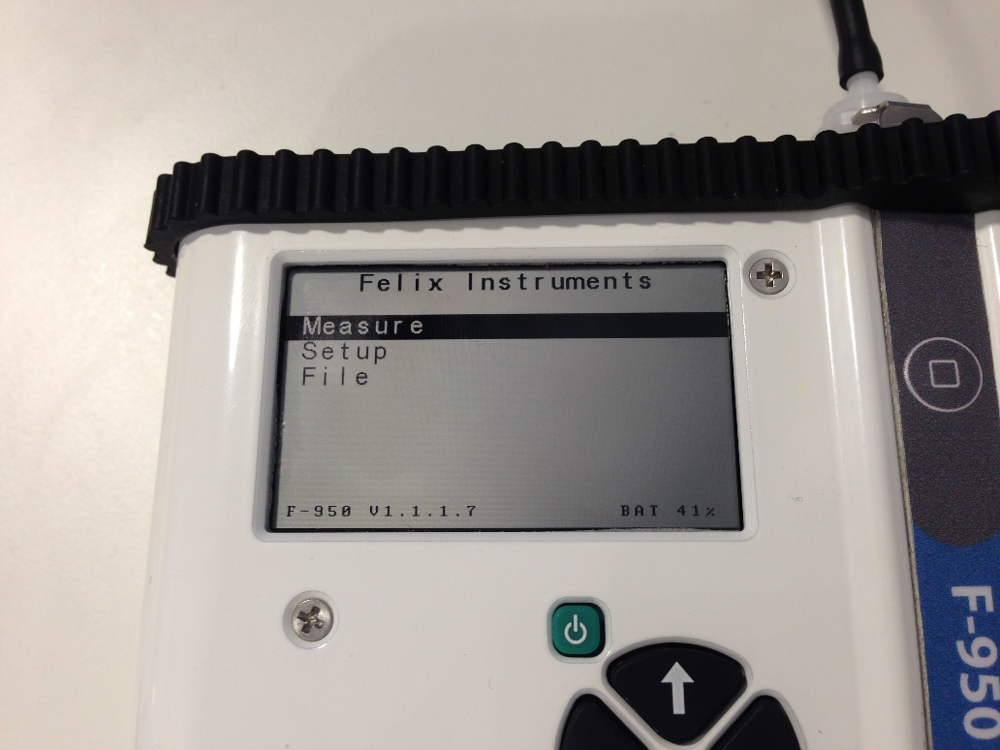 Felix Instruments
Measure
Setup
File
F-950 V1.1.1.7 BAT 41%
F-950